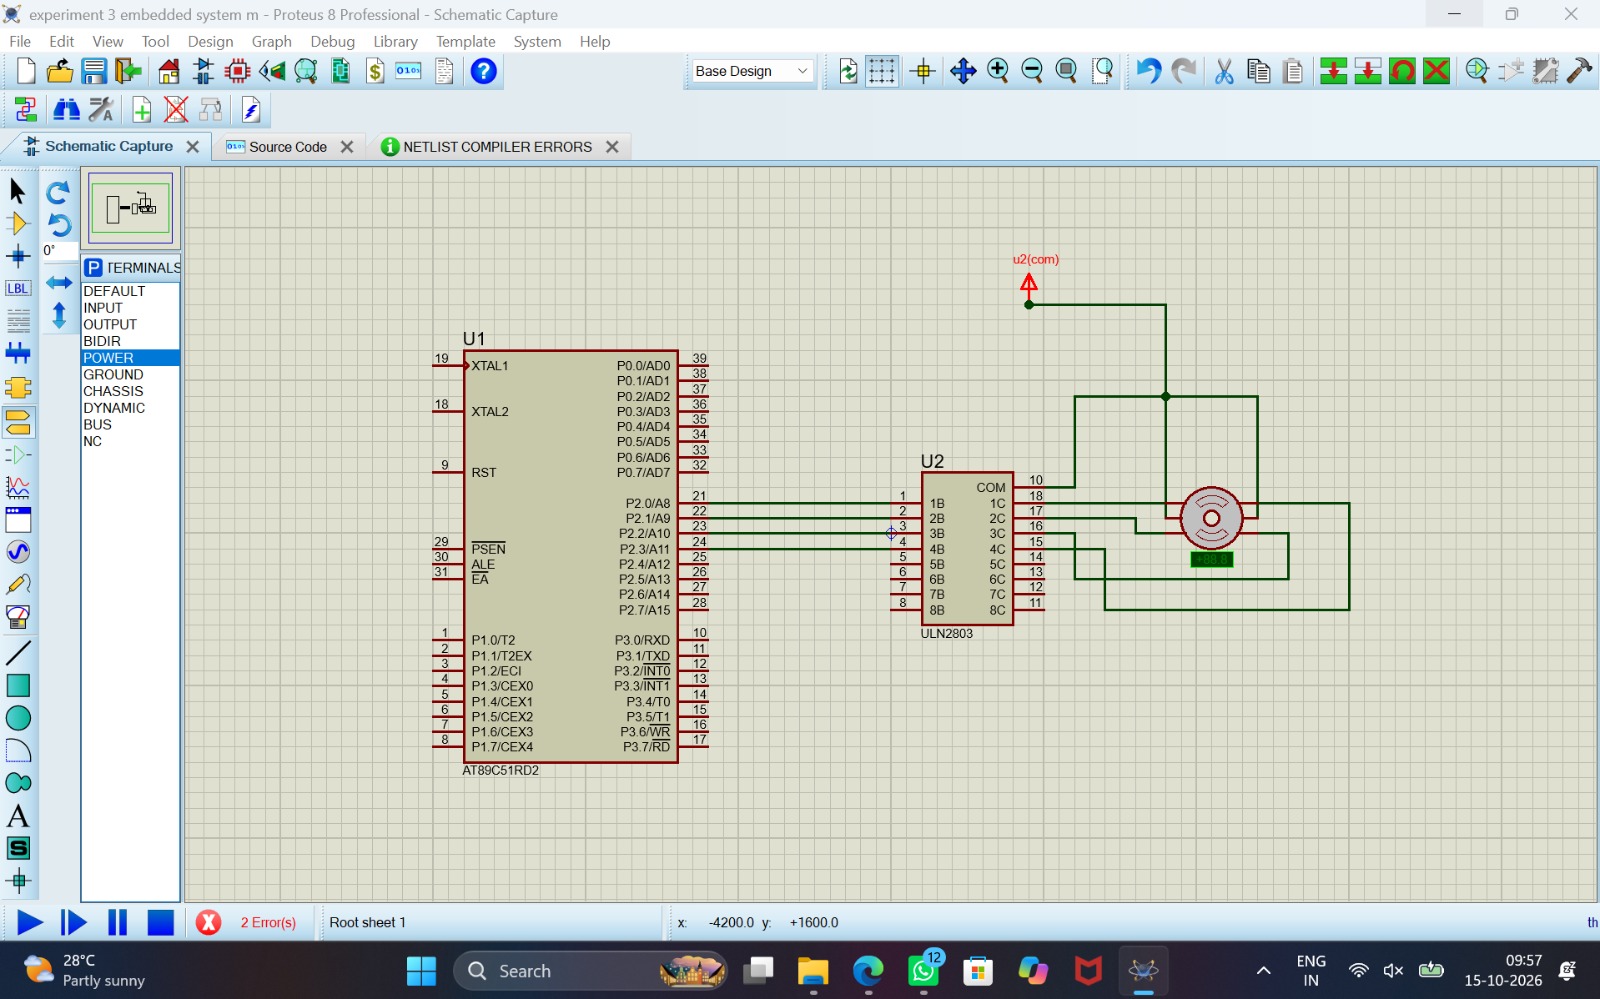 experiment 3 embedded system m - Proteus 8 Professional - Schematic Capture
File Edit View Tool Design Graph Debug Library Template System Help
$ 0101 ? Base Design
A
Schematic Capture Source Code NETLIST COMPILER ERRORS
0°
P TERMINALS
LBL
DEFAULT
INPUT
OUTPUT
BIDIR
POWER
GROUND
CHASSIS
DYNAMIC
BUS
NC
A
S
u2(com)
U1
19 XTAL1
18 XTAL2
9 RST
29 PSEN
30 ALE
31 EA
1 P1.0/T2
2 P1.1/T2EX
3 P1.2/ECI
4 P1.3/CEX0
5 P1.4/CEX1
6 P1.5/CEX2
7 P1.6/CEX3
8 P1.7/CEX4
P0.0/AD0 39
P0.1/AD1 38
P0.2/AD2 37
P0.3/AD3 36
P0.4/AD4 35
P0.5/AD5 34
P0.6/AD6 33
P0.7/AD7 32
P2.0/A8 21
P2.1/A9 22
P2.2/A10 23
P2.3/A11 24
P2.4/A12 25
P2.5/A13 26
P2.6/A14 27
P2.7/A15 28
P3.0/RXD 10
P3.1/TXD 11
P3.2/INT0 12
P3.3/INT1 13
P3.4/T0 14
P3.5/T1 15
P3.6/WR 16
P3.7/RD 17
AT89C51RD2
U2
COM 10
1 1B 1C 18
2 2B 2C 17
3 3B 3C 16
4 4B 4C 15
5 5B 5C 14
6 6B 6C 13
7 7B 7C 12
8 8B 8C 11
ULN2803
2 Error(s) Root sheet 1 x: -4200.0 y: +1600.0 th
28°C
Partly sunny
Search
12
ENG
IN
09:57
15-10-2026